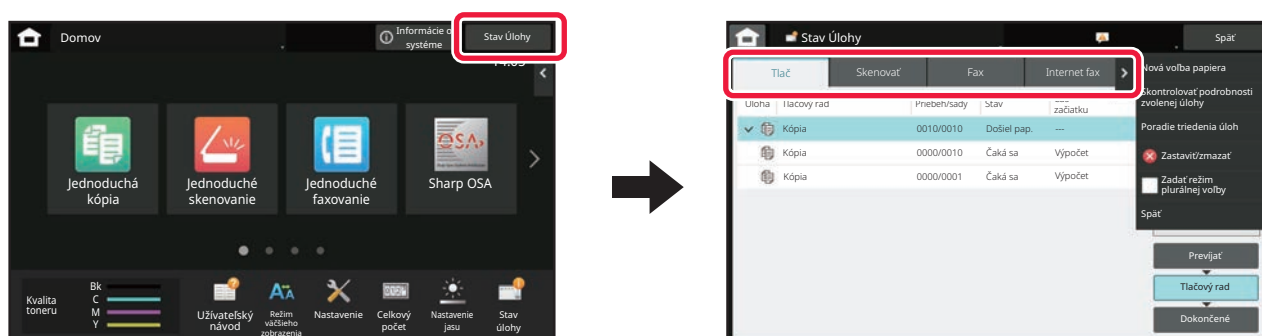 Domov
Informácie o
systéme
Stav Úlohy
Jednoduchá
kópia
Jednoduché
skenovanie
Jednoduché
faxovanie
Sharp OSA
Kvalita
toneru
Bk
C
M
Y
Užívateľský
návod
Režim
väčšieho
zobrazenia
Nastavenie
Celkový
počet
Nastavenie
jasu
Stav
úlohy
Stav Úlohy
Späť
Tlač
Skenovať
Fax
Internet fax
Úloha Tlačový rad Priebeh/sady Stav
začiatku
Kópia 0010/0010 Došiel pap. ---
Kópia 0000/0010 Čaká sa Výpočet
Kópia 0000/0001 Čaká sa Výpočet
Nová voľba papiera
Skontrolovať podrobnosti
zvolenej úlohy
Poradie triedenia úloh
Zastaviť/zmazať
Zadať režim
plurálnej voľby
Späť
Previjať
Tlačový rad
Dokončené